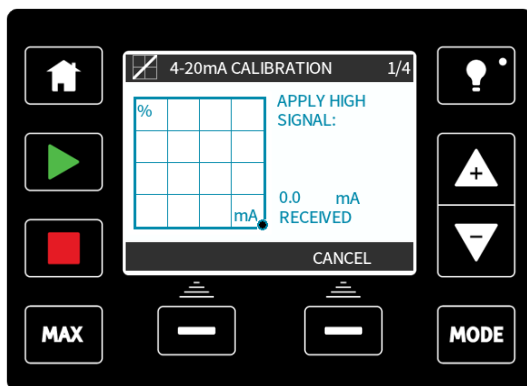 4-20mA CALIBRATION 1/4
%
APPLY HIGH
SIGNAL:
0.0 mA
mA RECEIVED
CANCEL
MAX
MODE